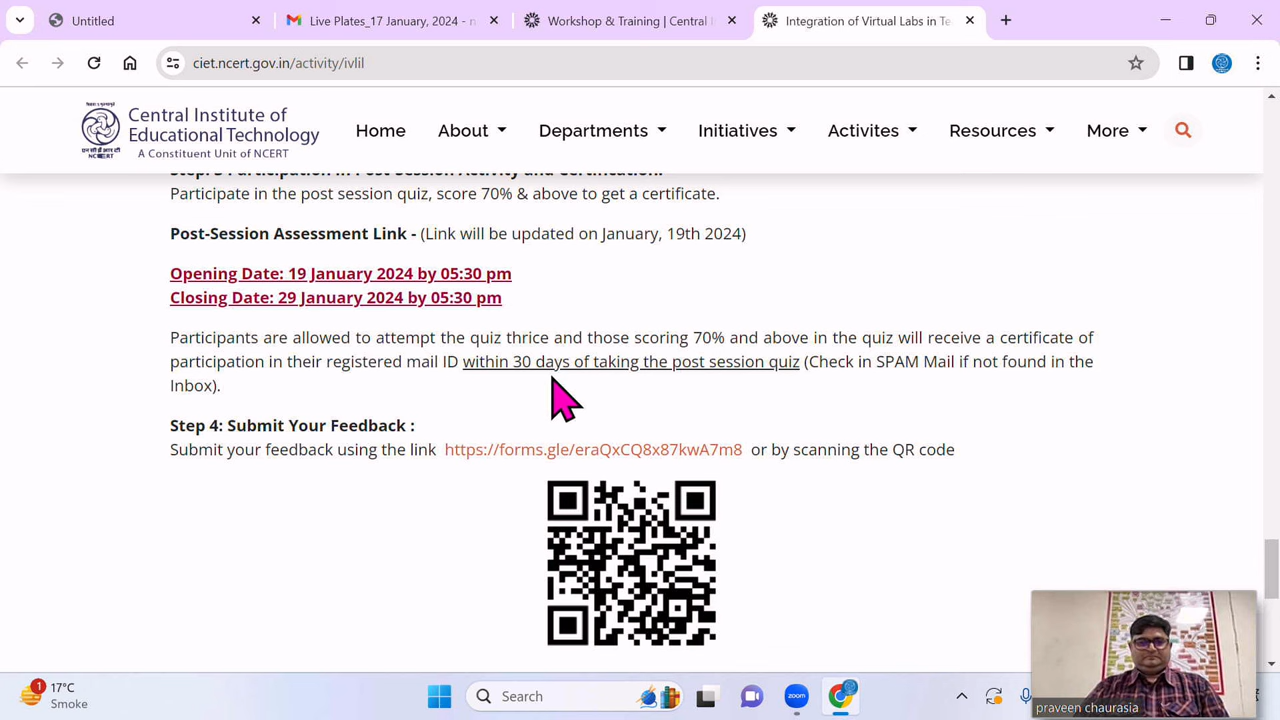 Untitled
Live Plates_17 January, 2024 - n
Workshop & Training | Central I
Integration of Virtual Labs in Te
ciet.ncert.gov.in/activity/ivlil
Central Institute of
Educational Technology
A Constituent Unit of NCERT
NCERT
Home
About
Departments
Initiatives
Activites
Resources
More
Participate in the post session quiz, score 70% & above to get a certificate.
Post-Session Assessment Link - (Link will be updated on January, 19th 2024)
Opening Date: 19 January 2024 by 05:30 pm
Closing Date: 29 January 2024 by 05:30 pm
Participants are allowed to attempt the quiz thrice and those scoring 70% and above in the quiz will receive a certificate of
participation in their registered mail ID within 30 days of taking the post session quiz (Check in SPAM Mail if not found in the
Inbox).
Step 4: Submit Your Feedback :
Submit your feedback using the link https://forms.gle/eraQxCQ8x87kwA7m8 or by scanning the QR code
1
17°C
Smoke
Search
zoom
praveen chaurasia